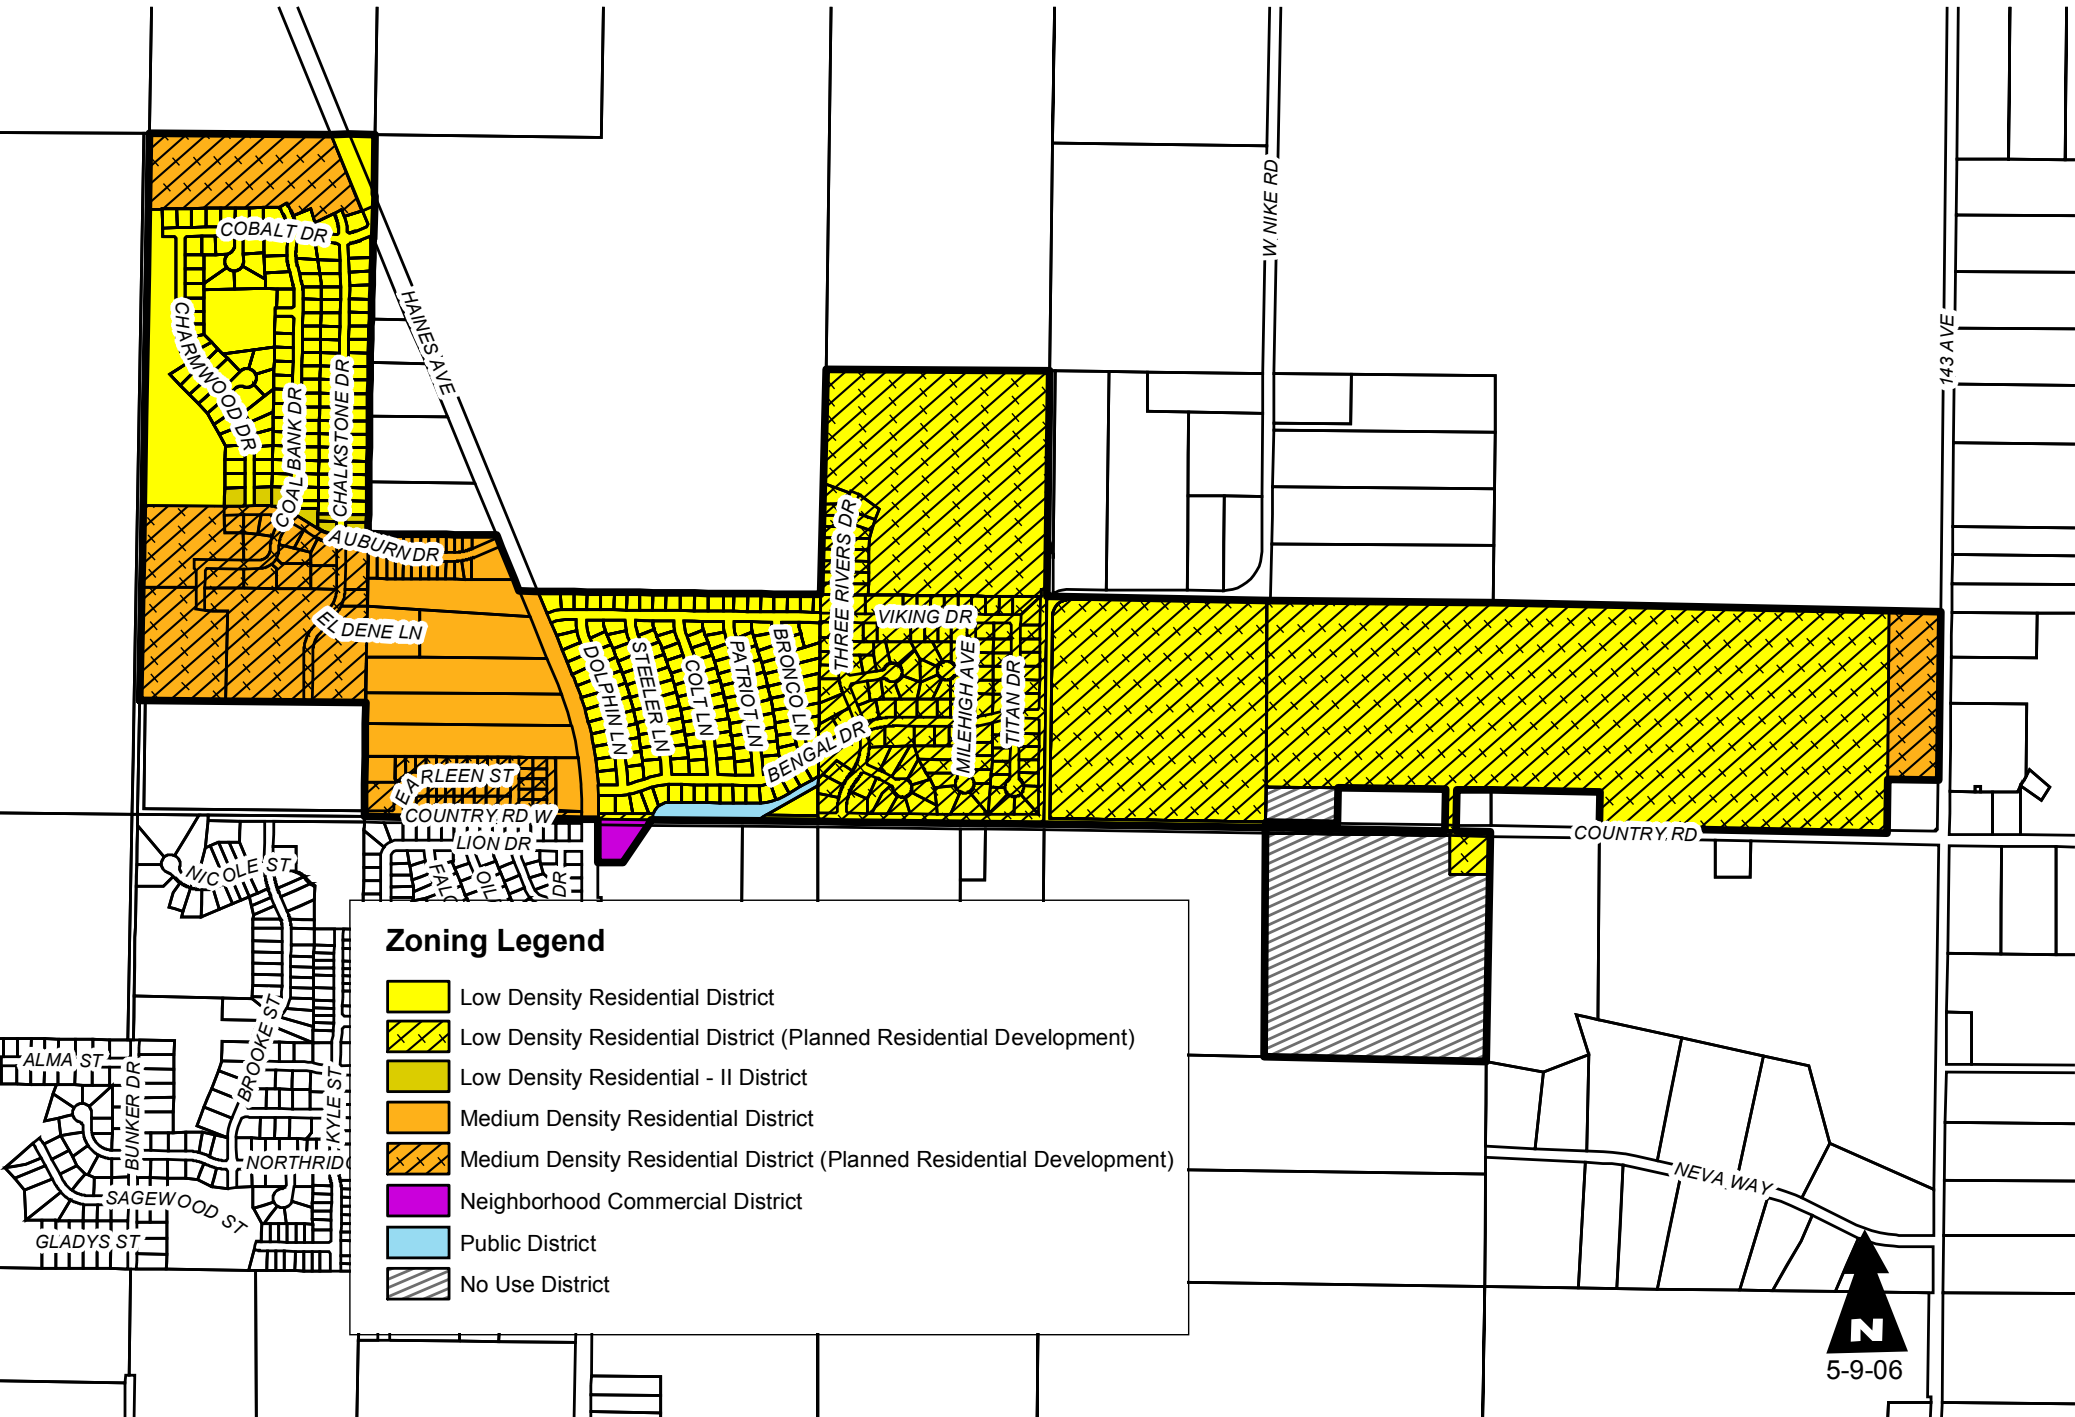 W NIKE RD
COBALT DR
HAINES AVE
143 AVE
CHARMWOOD DR
COAL BANK DR
CHALKSTONE DR
AUBURN DR
THREE RIVERS DR
EL DENE LN
VIKING DR
DOLPHIN LN
STEELER LN
COLT LN
PATRIOT LN
BRONCO LN
MILEHIGH AVE
TITAN DR
BENGAL DR
EARLEEN ST
COUNTRY RD W
COUNTRY RD
LION DR
NICOLE ST
DR
Zoning Legend
Low Density Residential District
Low Density Residential District (Planned Residential Development)
Low Density Residential - II District
Medium Density Residential District
Medium Density Residential District (Planned Residential Development)
Neighborhood Commercial District
Public District
No Use District
BROOKE ST
ALMA ST
BUNKER DR
KYLE ST
SAGEWOOD ST
GLADYS ST
NEVA WAY
N
5-9-06